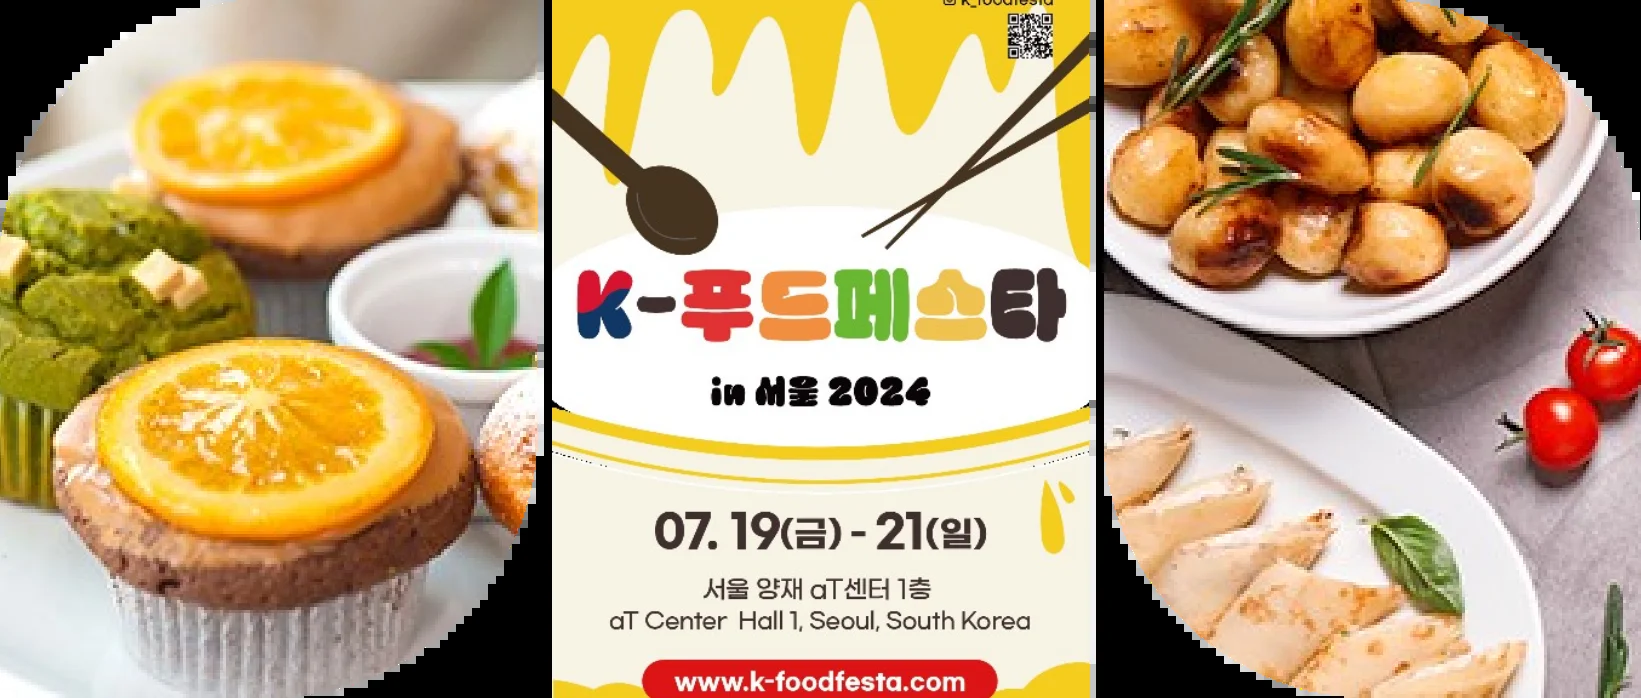 k_foodfesta
K-푸드페스타
in 서울 2024
07. 19(금) - 21(일)
서울 양재 aT센터 1층
aT Center Hall 1, Seoul, South Korea
www.k-foodfesta.com